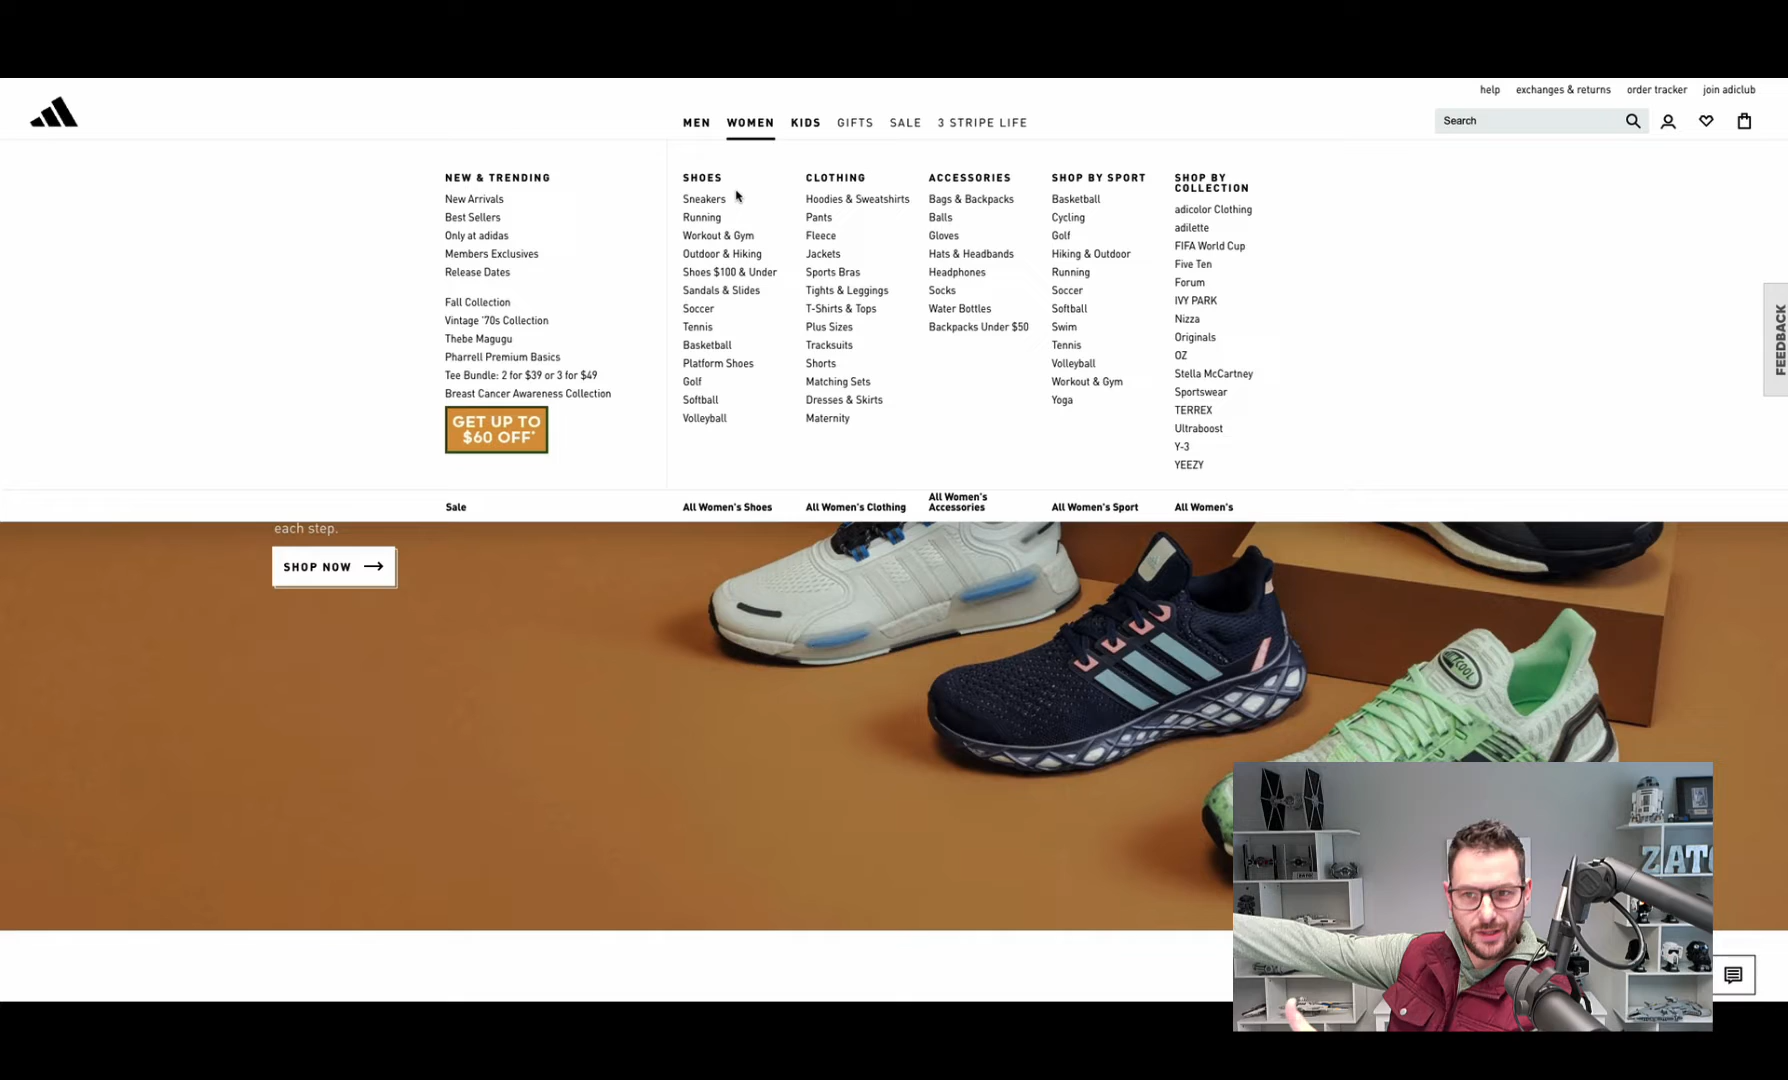 help exchanges & returns order tracker join adiclub
MEN WOMEN KIDS GIFTS SALE 3 STRIPE LIFE
Search
NEW & TRENDING
New Arrivals
Best Sellers
Only at adidas
Members Exclusives
Release Dates
Fall Collection
Vintage '70s Collection
Thebe Magugu
Pharrell Premium Basics
Tee Bundle: 2 for $39 or 3 for $49
Breast Cancer Awareness Collection
GET UP TO
$60 OFF*
Sale
SHOES
Sneakers
Running
Workout & Gym
Outdoor & Hiking
Shoes $100 & Under
Sandals & Slides
Soccer
Tennis
Basketball
Platform Shoes
Golf
Softball
Volleyball
All Women's Shoes
CLOTHING
Hoodies & Sweatshirts
Pants
Fleece
Jackets
Sports Bras
Tights & Leggings
T-Shirts & Tops
Plus Sizes
Tracksuits
Shorts
Matching Sets
Dresses & Skirts
Maternity
All Women's Clothing
ACCESSORIES
Bags & Backpacks
Balls
Gloves
Hats & Headbands
Headphones
Socks
Water Bottles
Backpacks Under $50
All Women's
Accessories
SHOP BY SPORT
Basketball
Cycling
Golf
Hiking & Outdoor
Running
Soccer
Softball
Swim
Tennis
Volleyball
Workout & Gym
Yoga
All Women's Sport
SHOP BY
COLLECTION
adicolor Clothing
adilette
FIFA World Cup
Five Ten
Forum
IVY PARK
Nizza
Originals
OZ
Stella McCartney
Sportswear
TERREX
Ultraboost
Y-3
YEEZY
All Women's
FEEDBACK
each step.
SHOP NOW
ZATO